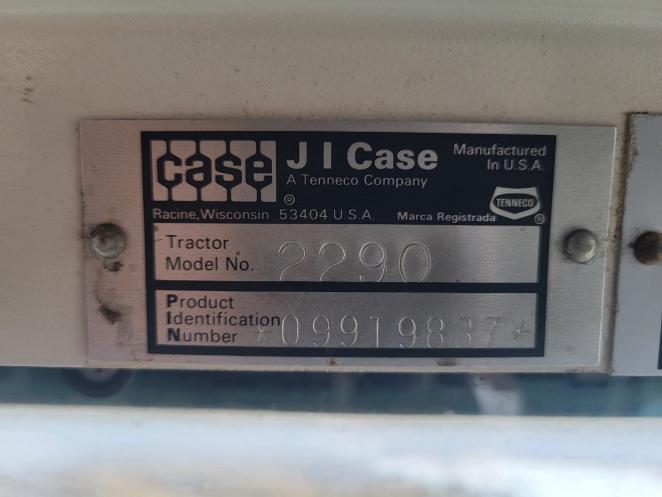 case
J I Case
A Tenneco Company
®
Manufactured
In U.S.A.
Racine, Wisconsin 53404 U.S.A.
Marca Registrada
TENNECO
®
Tractor
Model No. 2290
Product
Identification
Number *09919837*